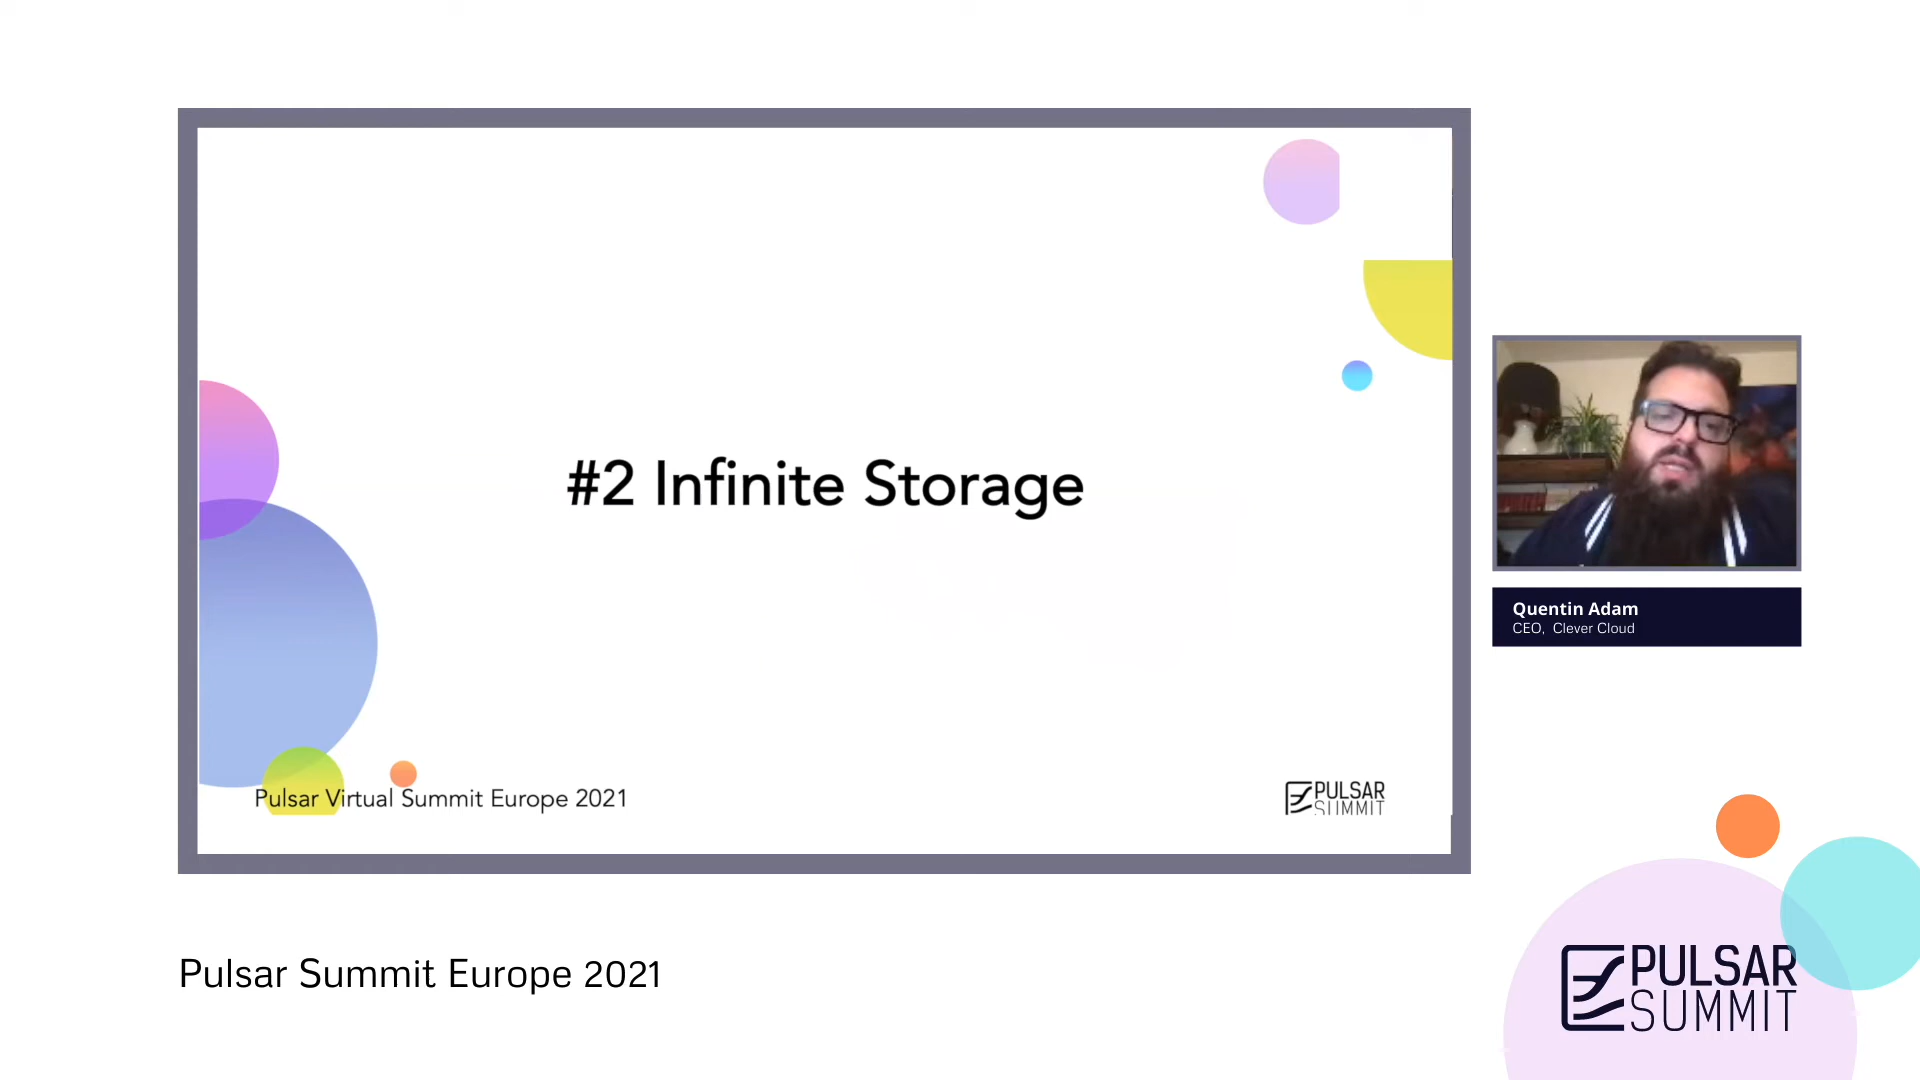 #2 Infinite Storage
Pulsar Virtual Summit Europe 2021
PULSAR
SUMMIT
Quentin Adam
CEO, Clever Cloud
Pulsar Summit Europe 2021
PULSAR
SUMMIT